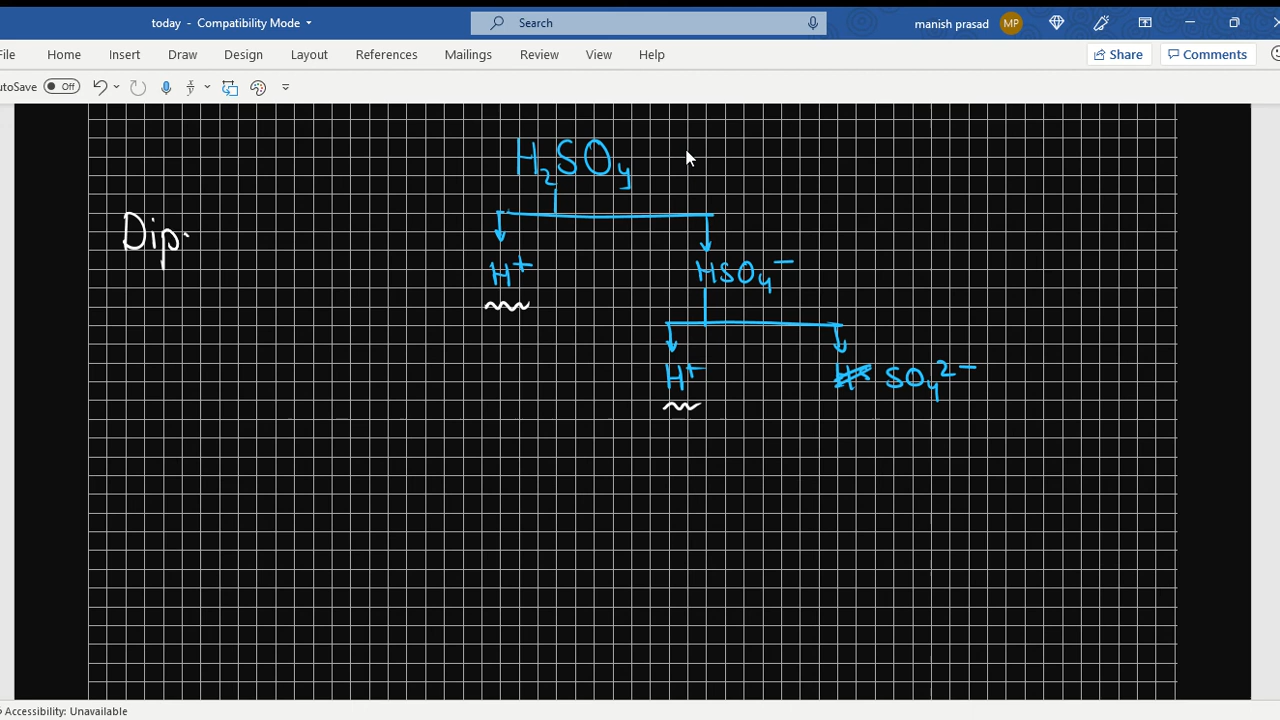 today - Compatibility Mode
Search
manish prasad MP
File Home Insert Draw Design Layout References Mailings Review View Help Share Comments
utoSave Off
H₂SO₄
Dip.
H⁺ HSO₄⁻
H⁺ SO₄²⁻
Accessibility: Unavailable